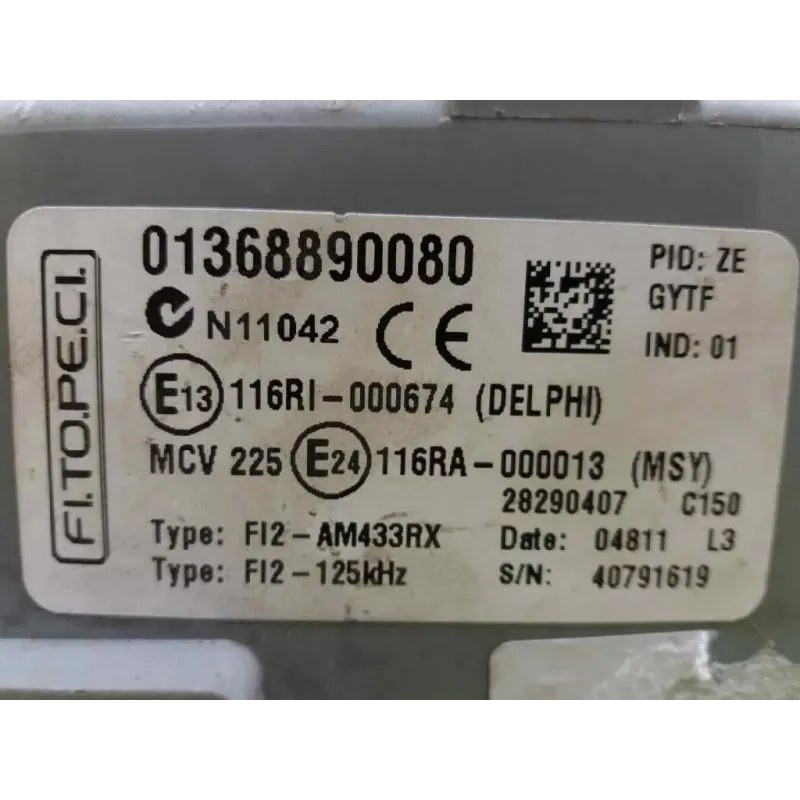 FI.TO.PE.CI.
01368890080
N11042 CE
PID: ZE
GYTF
IND: 01
E13 116RI-000674 (DELPHI)
MCV 225 E24 116RA-000013 (MSY)
28290407 C150
Type: FI2-AM433RX Date: 04811 L3
Type: FI2-125kHz S/N: 40791619